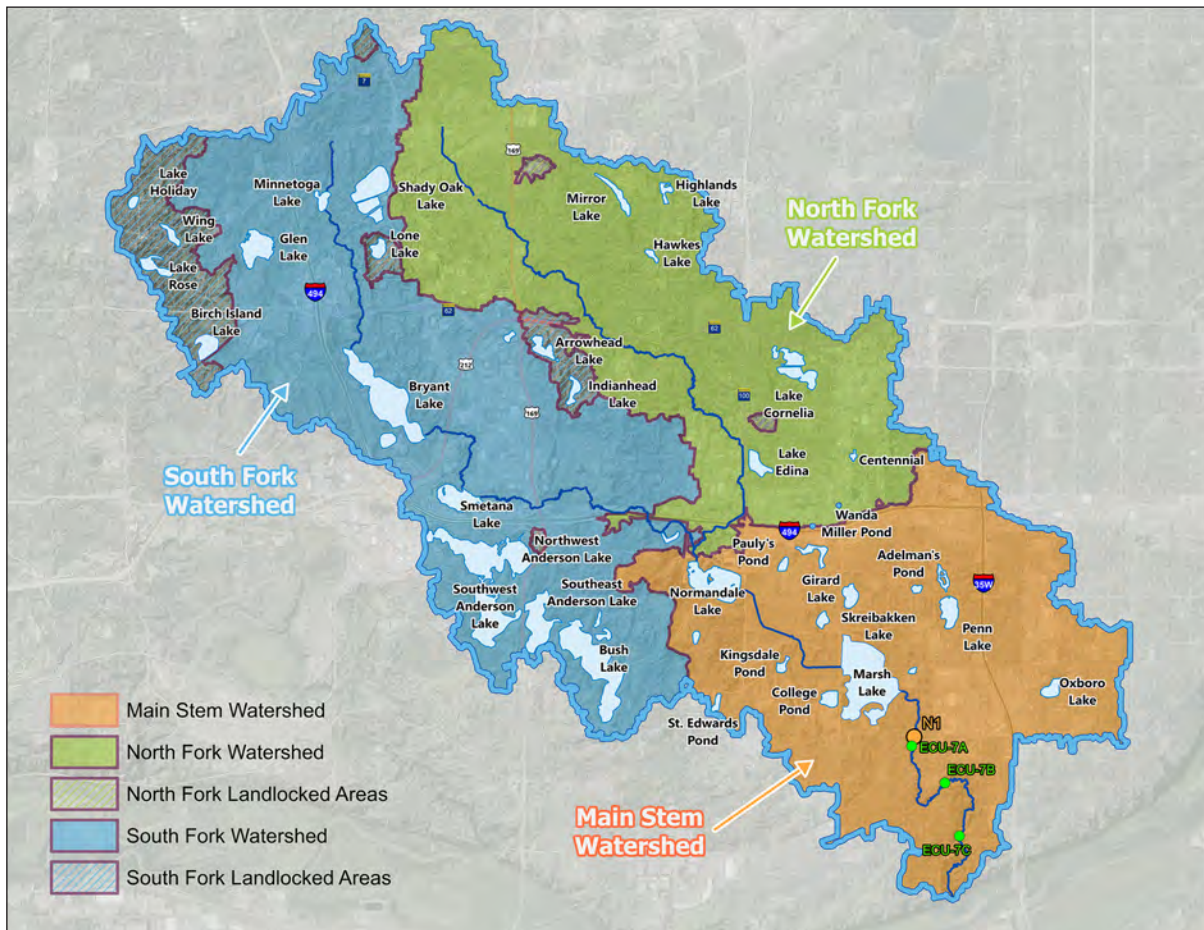 7
169
Lake
Holiday
Minnetoga
Lake
Shady Oak
Lake
Mirror
Lake
Highlands
Lake
Wing
Lake
Glen
Lake
Lone
Lake
Hawkes
Lake
North Fork
Watershed
Lake
Rose
494
Birch Island
Lake
62
62
Arrowhead
Lake
212
Bryant
Lake
Indianhead
Lake
169
100
Lake
Cornelia
South Fork
Watershed
Lake
Edina
Centennial
Smetana
Lake
Wanda
Miller Pond
494
Northwest
Anderson Lake
Pauly's
Pond
Adelman's
Pond
35W
Southwest
Anderson
Lake
Southeast
Anderson Lake
Normandale
Lake
Girard
Lake
Skreibakken
Lake
Penn
Lake
Bush
Lake
Kingsdale
Pond
Marsh
Lake
Oxboro
Lake
College
Pond
St. Edwards
Pond
N1
ECU-7A
ECU-7B
ECU-7C
Main Stem
Watershed
Main Stem Watershed
North Fork Watershed
North Fork Landlocked Areas
South Fork Watershed
South Fork Landlocked Areas